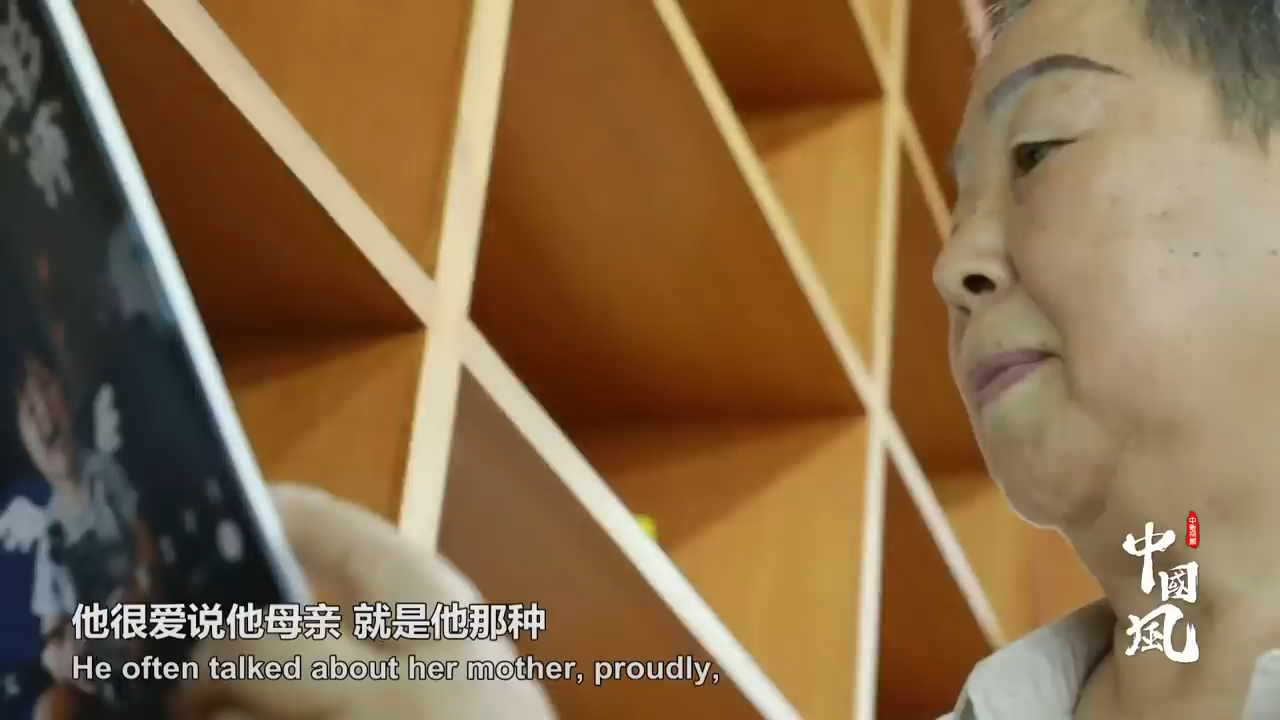 他很爱说他母亲 就是他那种
He often talked about her mother, proudly,
中國風